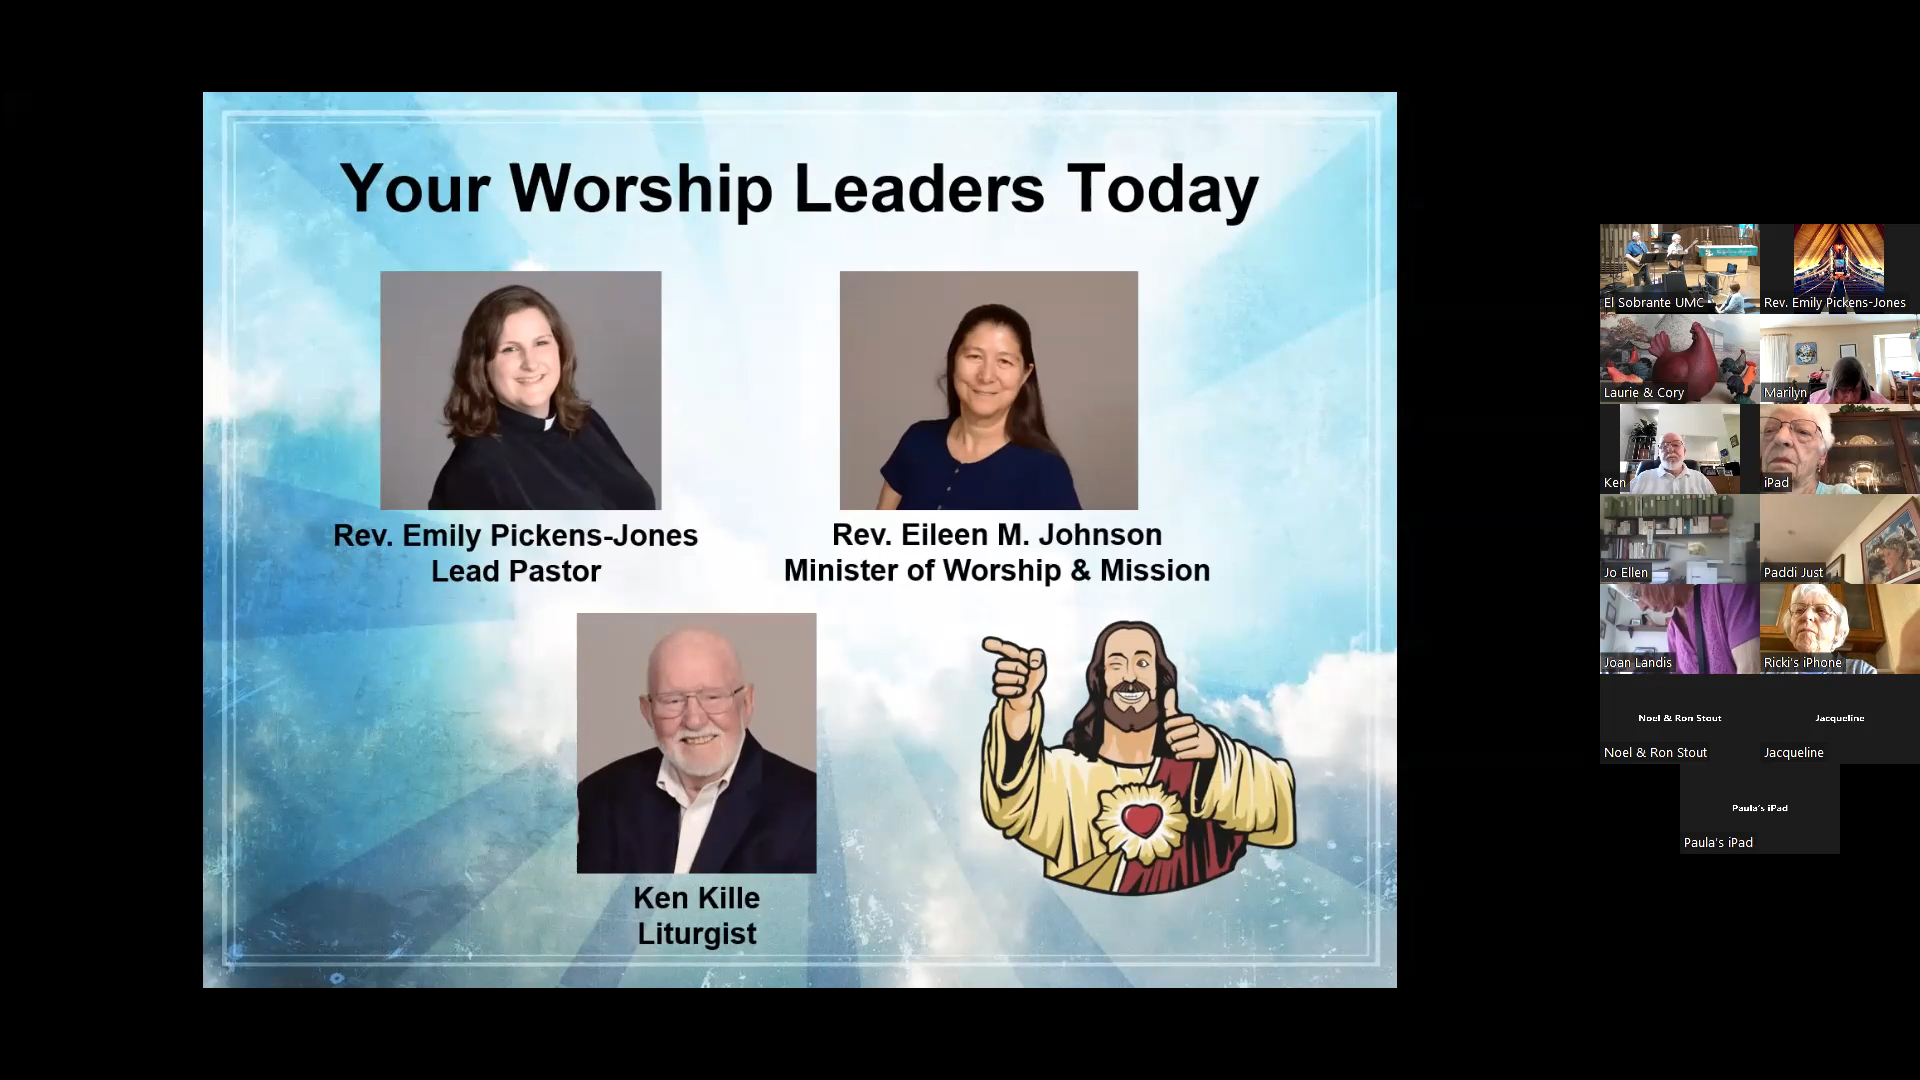 Your Worship Leaders Today
Rev. Emily Pickens-Jones
Lead Pastor
Rev. Eileen M. Johnson
Minister of Worship & Mission
Ken Kille
Liturgist
El Sobrante UMC
Rev. Emily Pickens-Jones
Laurie & Cory
Marilyn
Ken
iPad
Jo Ellen
Paddi Just
Joan Landis
Ricki's iPhone
Noel & Ron Stout
Noel & Ron Stout
Jacqueline
Jacqueline
Paula's iPad
Paula's iPad